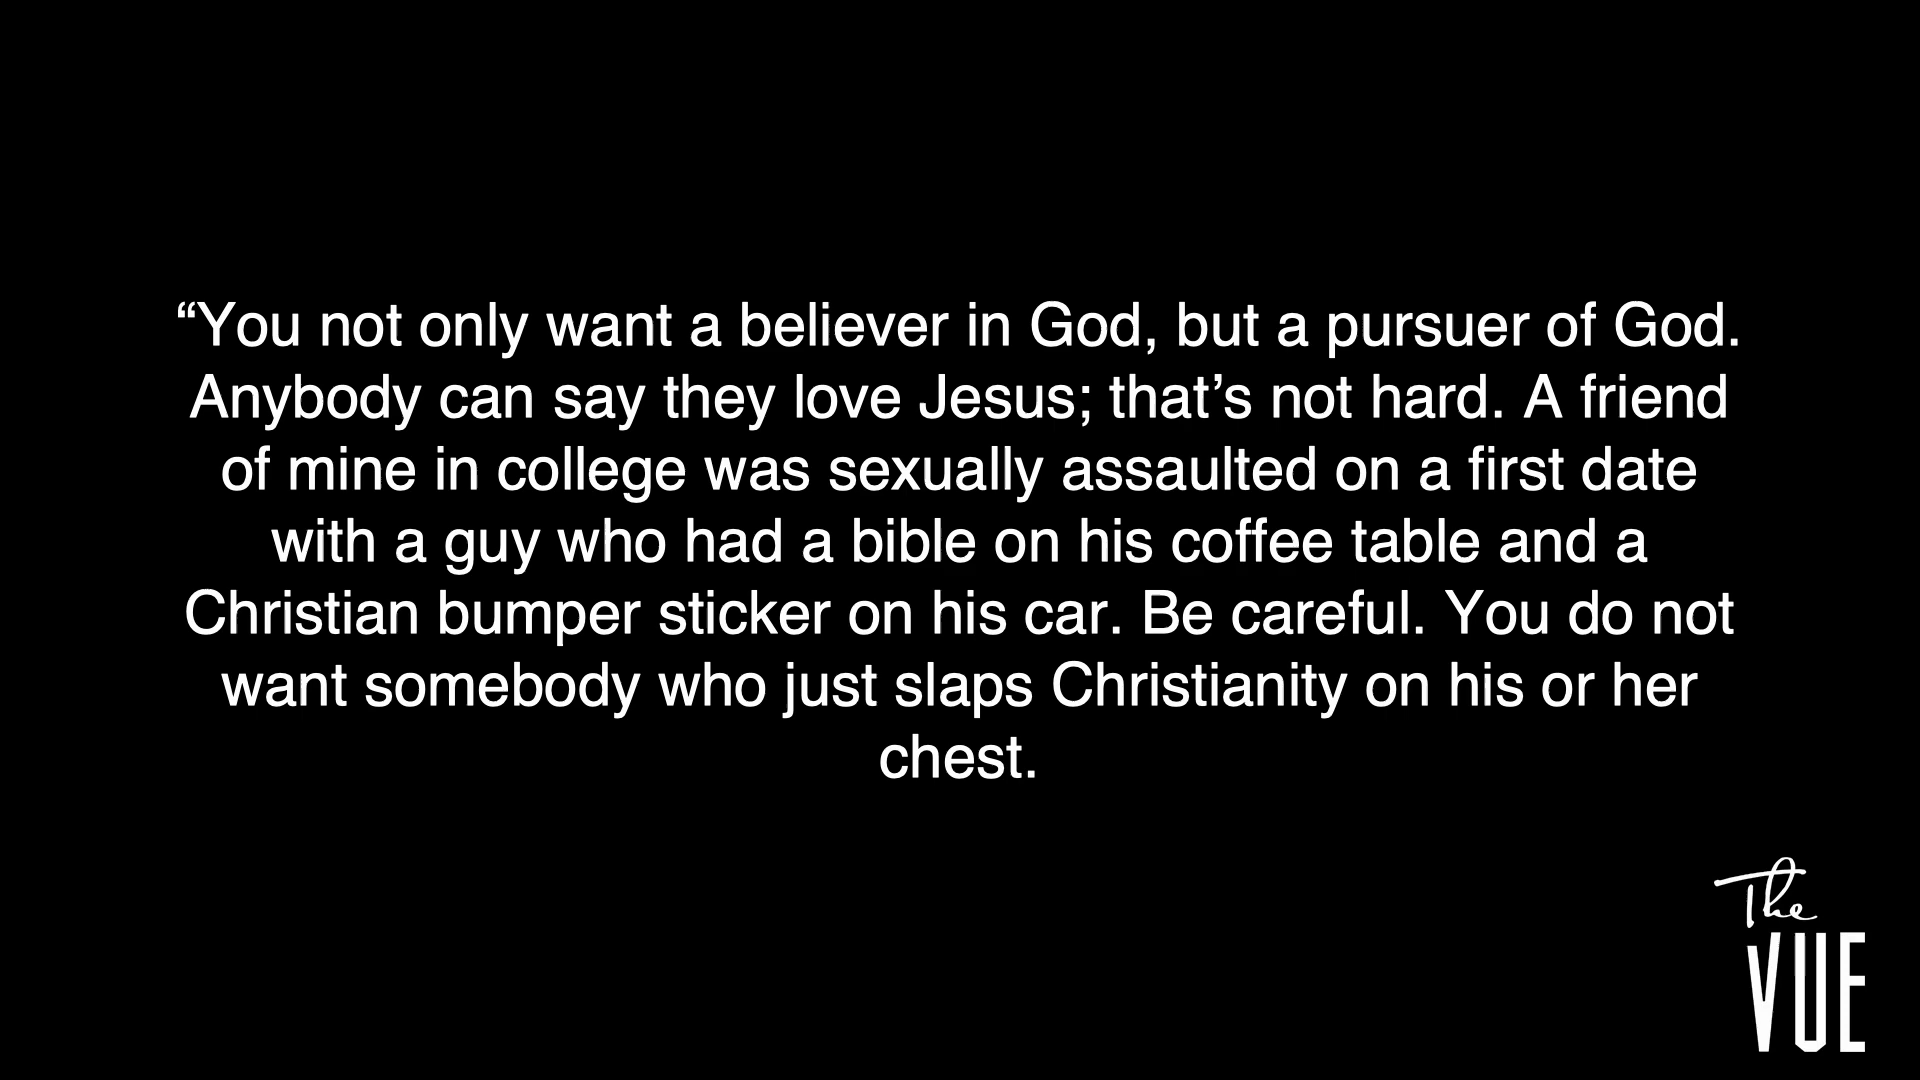 “You not only want a believer in God, but a pursuer of God.
Anybody can say they love Jesus; that’s not hard. A friend
of mine in college was sexually assaulted on a first date
with a guy who had a bible on his coffee table and a
Christian bumper sticker on his car. Be careful. You do not
want somebody who just slaps Christianity on his or her
chest.
The
VUE